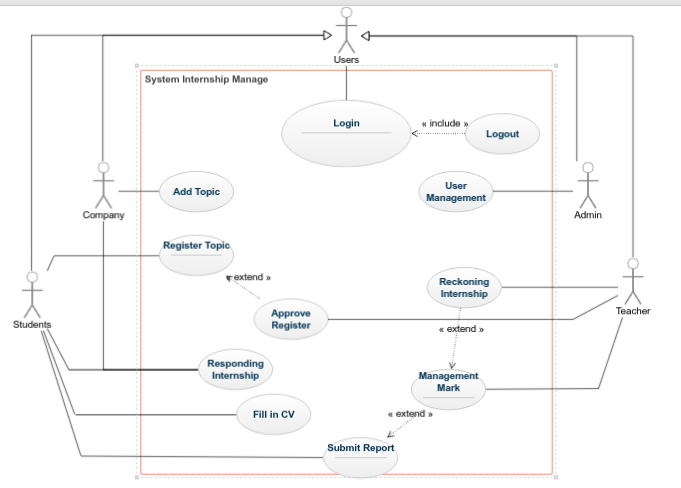 Users
System Internship Manage
Login
« include »
Logout
Add Topic
User
Management
Company
Admin
Register Topic
extend »
Reckoning
Internship
Approve
Register
Teacher
Students
« extend »
Responding
Internship
Management
Mark
Fill in CV
« extend »
Submit Report